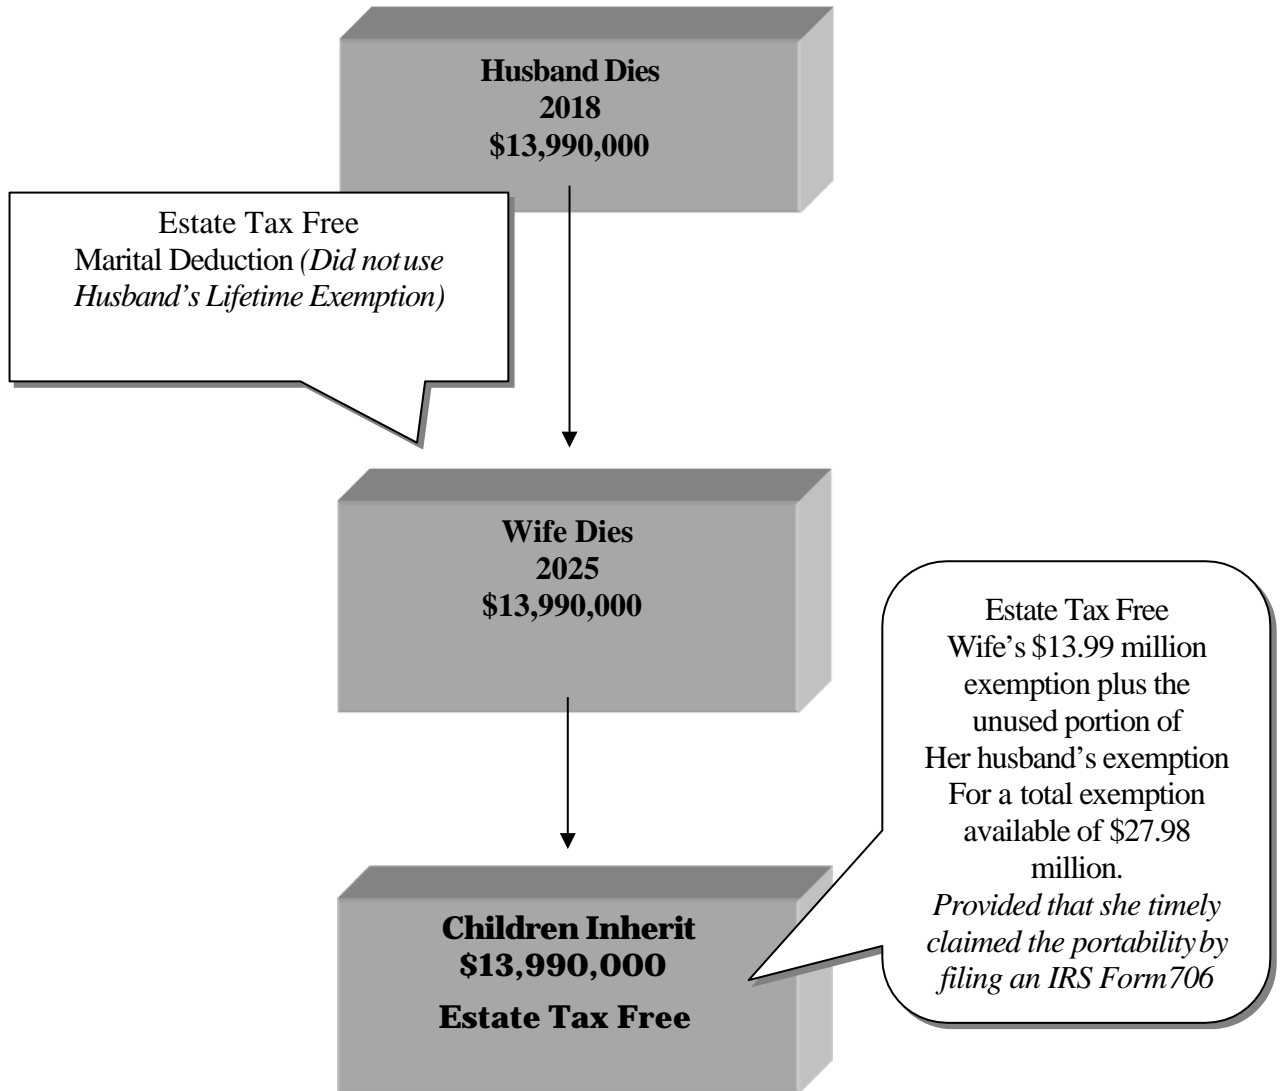 Husband Dies
2018
$13,990,000
Estate Tax Free
Marital Deduction (Did not use
Husband's Lifetime Exemption)
Wife Dies
2025
$13,990,000
Estate Tax Free
Wife's $13.99 million
exemption plus the
unused portion of
Her husband's exemption
For a total exemption
available of $27.98
million.
Provided that she timely
claimed the portability by
filing an IRS Form 706
Children Inherit
$13,990,000
Estate Tax Free